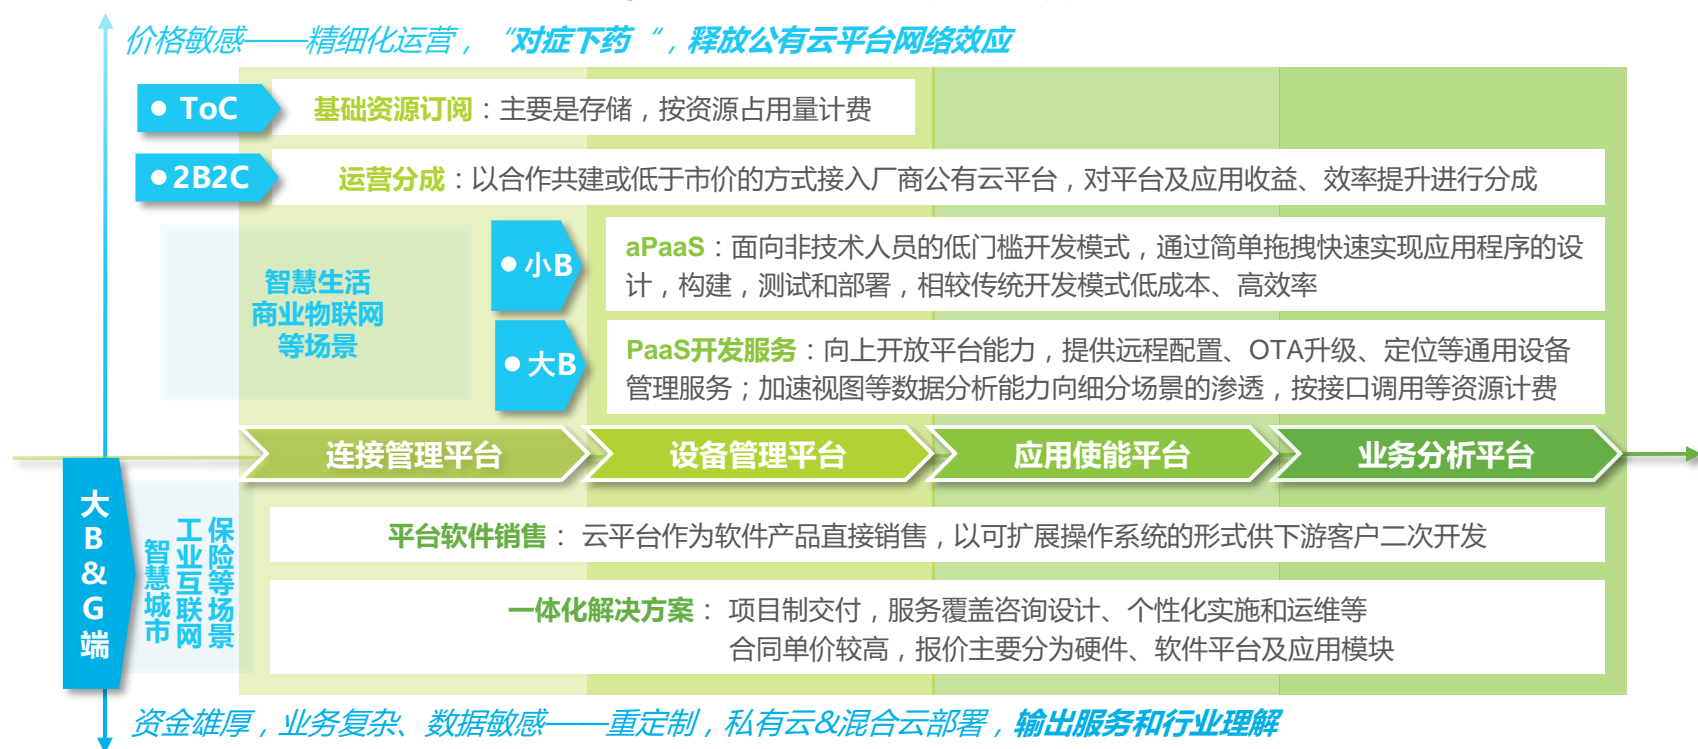 价格敏感——精细化运营，“对症下药“，释放公有云平台网络效应
ToC
基础资源订阅：主要是存储，按资源占用量计费
2B2C
运营分成：以合作共建或低于市价的方式接入厂商公有云平台，对平台及应用收益、效率提升进行分成
智慧生活
商业物联网
等场景
小B
aPaaS：面向非技术人员的低门槛开发模式，通过简单拖拽快速实现应用程序的设
计，构建，测试和部署，相较传统开发模式低成本、高效率
大B
PaaS开发服务：向上开放平台能力，提供远程配置、OTA升级、定位等通用设备
管理服务；加速视图等数据分析能力向细分场景的渗透，按接口调用等资源计费
连接管理平台
设备管理平台
应用使能平台
业务分析平台
大B&G端
智慧城市
工业互联网
保险等场景
平台软件销售： 云平台作为软件产品直接销售，以可扩展操作系统的形式供下游客户二次开发
一体化解决方案： 项目制交付，服务覆盖咨询设计、个性化实施和运维等
合同单价较高，报价主要分为硬件、软件平台及应用模块
资金雄厚，业务复杂、数据敏感——重定制，私有云&混合云部署，输出服务和行业理解